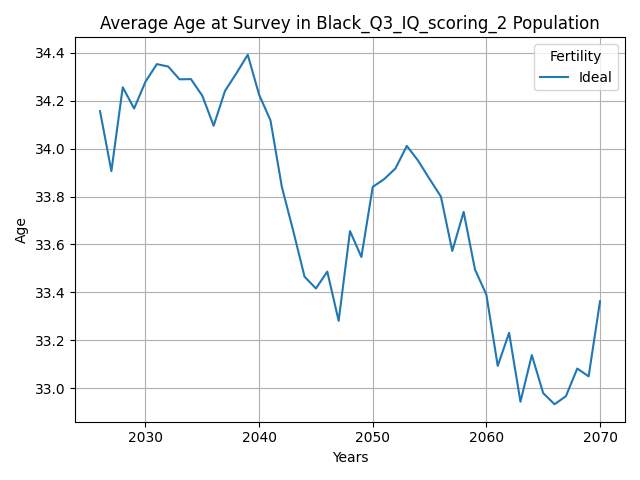 Average Age at Survey in Black_Q3_IQ_scoring_2 Population
Fertility
Ideal
34.4
34.2
34.0
33.8
33.6
33.4
33.2
33.0
Age
2030 2040 2050 2060 2070
Years